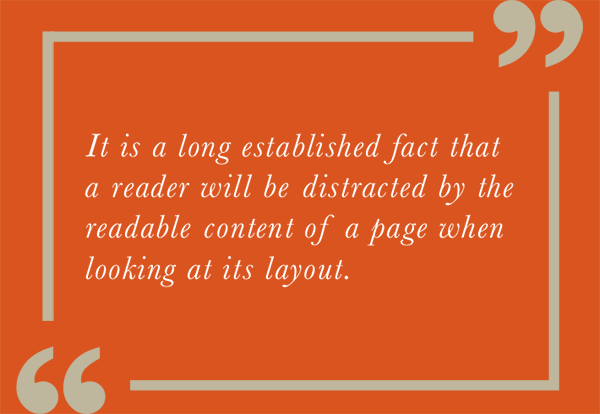 It is a long established fact that
a reader will be distracted by the
readable content of a page when
looking at its layout.